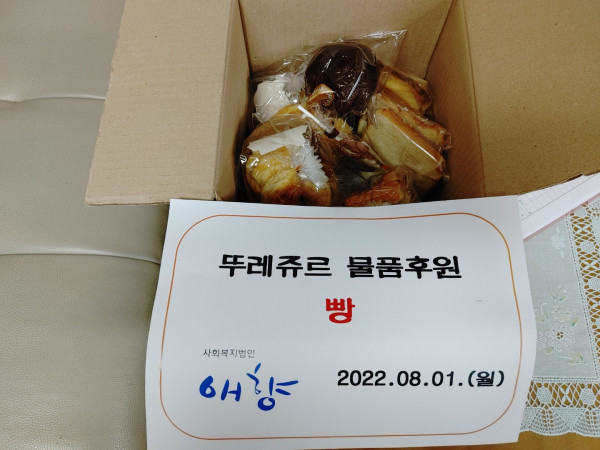 뚜레쥬르 물품후원
빵
사회복지법인
애향
2022.08.01.(월)